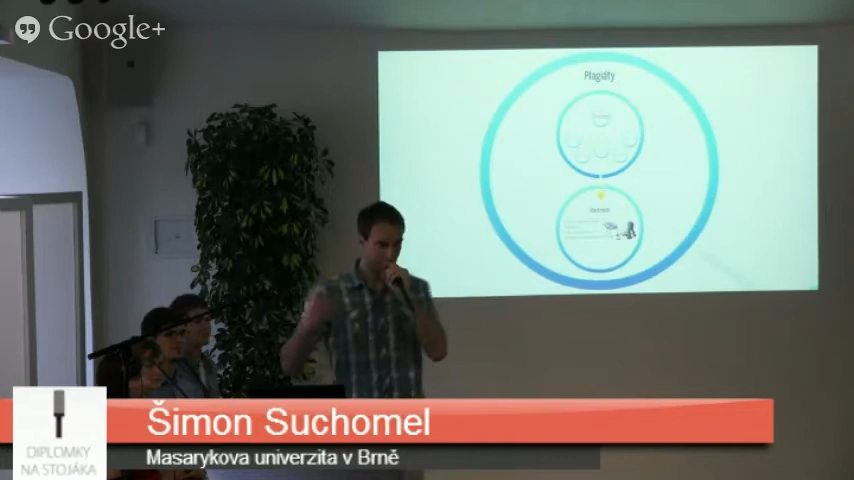 Google+
Plagiáty
Šimon Suchomel
Masarykova univerzita v Brně
DIPLOMKY
NA STOJÁKA